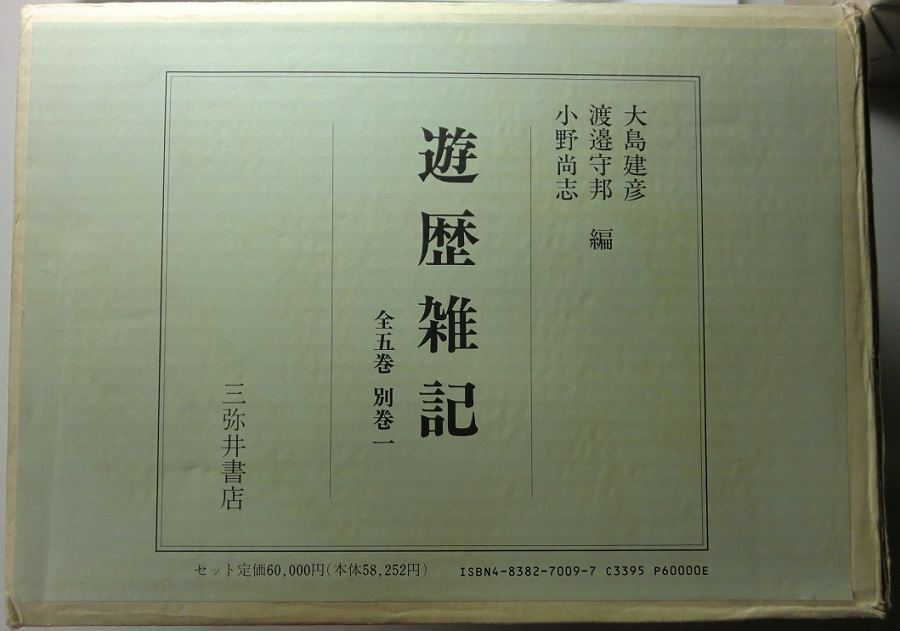 大島建彦
渡邉守邦 編
小野尚志
遊歴雑記
全五巻 別巻一
三弥井書店
セット定価60,000円(本体58,252円)
ISBN4-8382-7009-7 C3395 P60000E